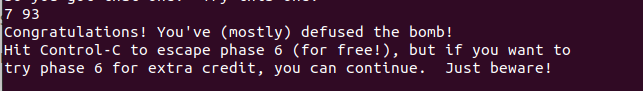 7 93
Congratulations! You've (mostly) defused the bomb!
Hit Control-C to escape phase 6 (for free!), but if you want to
try phase 6 for extra credit, you can continue.  Just beware!